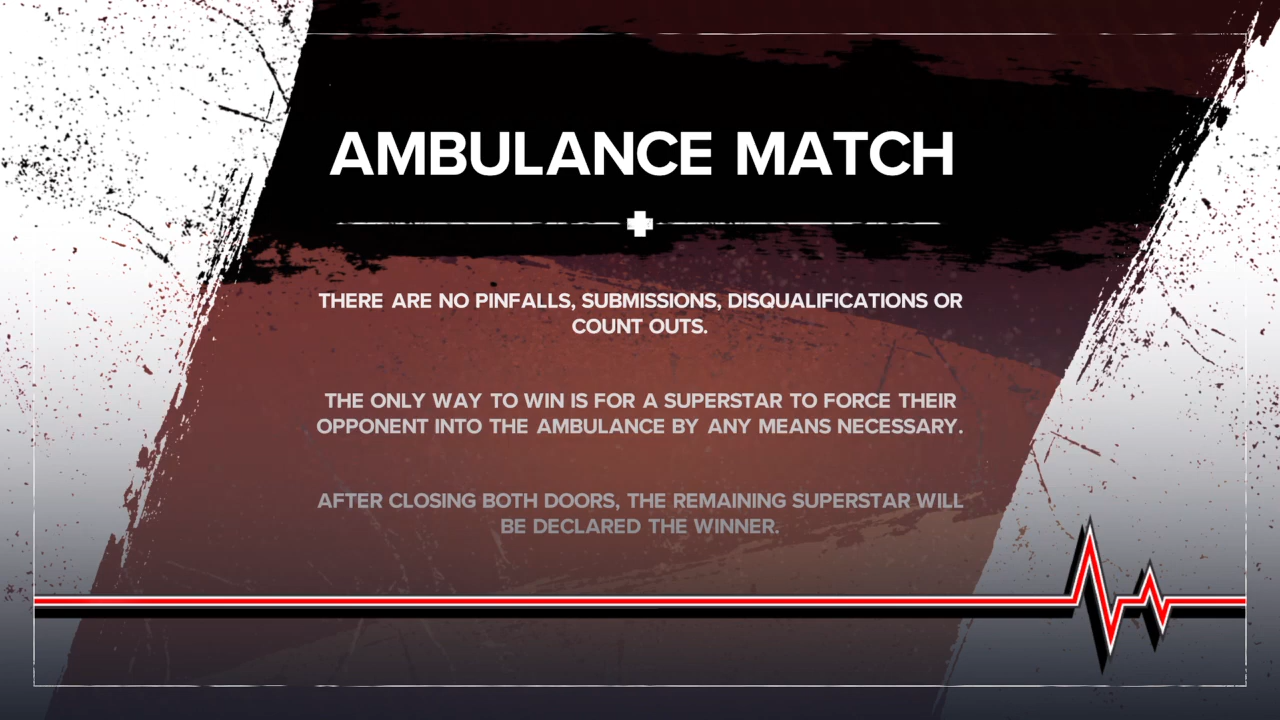 AMBULANCE MATCH
THERE ARE NO PINFALLS, SUBMISSIONS, DISQUALIFICATIONS OR
COUNT OUTS.
THE ONLY WAY TO WIN IS FOR A SUPERSTAR TO FORCE THEIR
OPPONENT INTO THE AMBULANCE BY ANY MEANS NECESSARY.
AFTER CLOSING BOTH DOORS, THE REMAINING SUPERSTAR WILL
BE DECLARED THE WINNER.